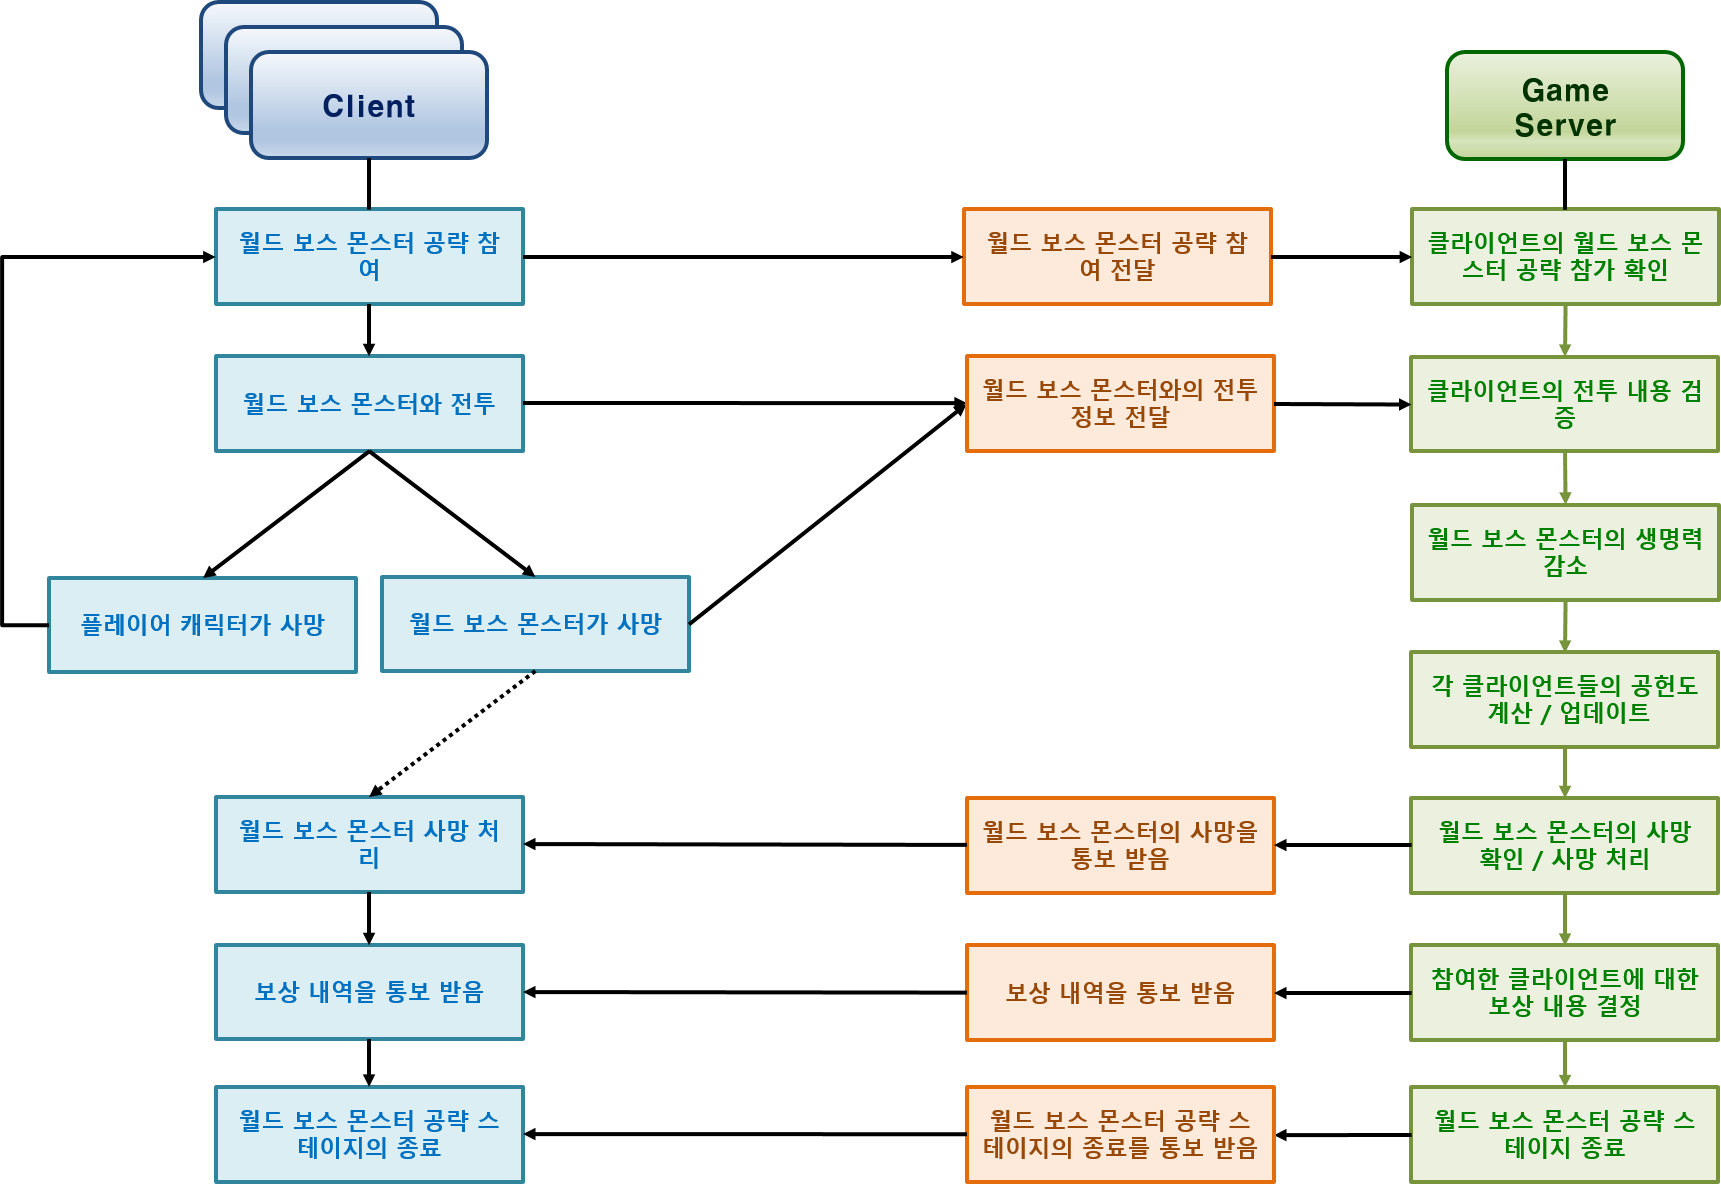 Client
Game
Server
월드 보스 몬스터 공략 참
여
월드 보스 몬스터 공략 참
여 전달
클라이언트의 월드 보스 몬
스터 공략 참가 확인
월드 보스 몬스터와 전투
월드 보스 몬스터와의 전투
정보 전달
클라이언트의 전투 내용 검
증
월드 보스 몬스터의 생명력
감소
플레이어 캐릭터가 사망
월드 보스 몬스터가 사망
각 클라이언트들의 공헌도
계산 / 업데이트
월드 보스 몬스터 사망 처
리
월드 보스 몬스터의 사망을
통보 받음
월드 보스 몬스터의 사망
확인 / 사망 처리
보상 내역을 통보 받음
보상 내역을 통보 받음
참여한 클라이언트에 대한
보상 내용 결정
월드 보스 몬스터 공략 스
테이지의 종료
월드 보스 몬스터 공략 스
테이지의 종료를 통보 받음
월드 보스 몬스터 공략 스
테이지 종료